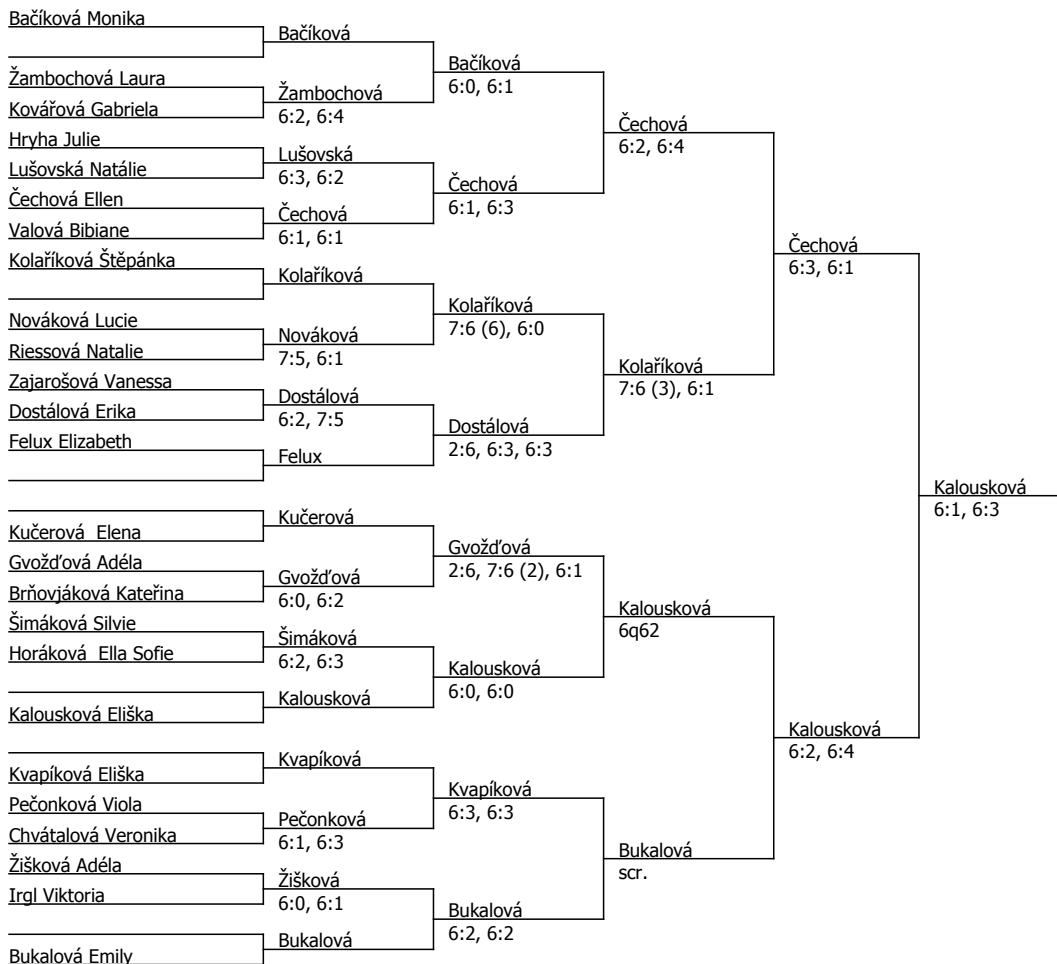 Bačíková Monika
Žambochová Laura
Kovářová Gabriela
Hryha Julie
Lušovská Natálie
Čechová Ellen
Valová Bibiane
Kolaříková Štěpánka
Nováková Lucie
Riessová Natalie
Zajarošová Vanessa
Dostálová Erika
Felux Elizabeth
Kučerová  Elena
Gvožďová Adéla
Brňovjáková Kateřina
Šimáková Silvie
Horáková  Ella Sofie
Kalousková Eliška
Kvapíková Eliška
Pečonková Viola
Chvátalová Veronika
Žišková Adéla
Irgl Viktoria
Bukalová Emily
Bačíková
Žambochová
6:2, 6:4
Lušovská
6:3, 6:2
Čechová
6:1, 6:1
Kolaříková
Nováková
7:5, 6:1
Dostálová
6:2, 7:5
Felux
Kučerová
Gvožďová
6:0, 6:2
Šimáková
6:2, 6:3
Kalousková
Kvapíková
Pečonková
6:1, 6:3
Žišková
6:0, 6:1
Bukalová
Bačíková
6:0, 6:1
Čechová
6:1, 6:3
Kolaříková
7:6 (6), 6:0
Dostálová
2:6, 6:3, 6:3
Gvožďová
2:6, 7:6 (2), 6:1
Kalousková
6:0, 6:0
Kvapíková
6:3, 6:3
Bukalová
6:2, 6:2
Čechová
6:2, 6:4
Kolaříková
7:6 (3), 6:1
Kalousková
6q62
Bukalová
scr.
Čechová
6:3, 6:1
Kalousková
6:2, 6:4
Kalousková
6:1, 6:3